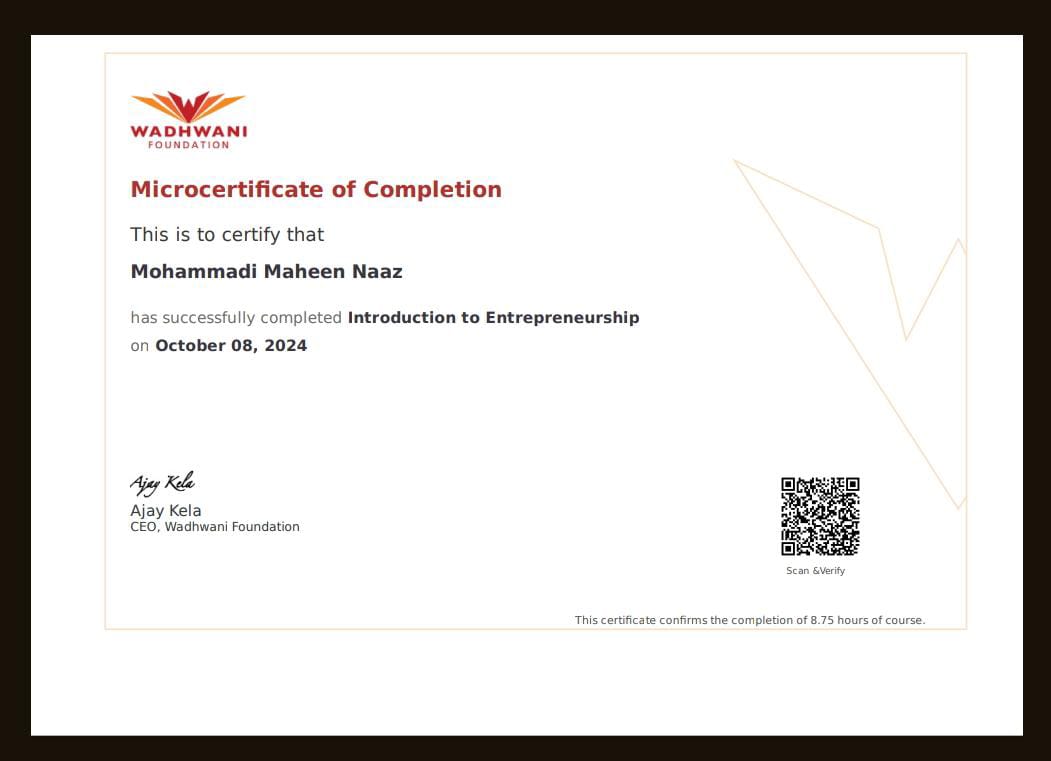 WADHWANI
FOUNDATION
Microcertificate of Completion
This is to certify that
Mohammadi Maheen Naaz
has successfully completed Introduction to Entrepreneurship
on October 08, 2024
Ajay Kela
Ajay Kela
CEO, Wadhwani Foundation
Scan &Verify
This certificate confirms the completion of 8.75 hours of course.